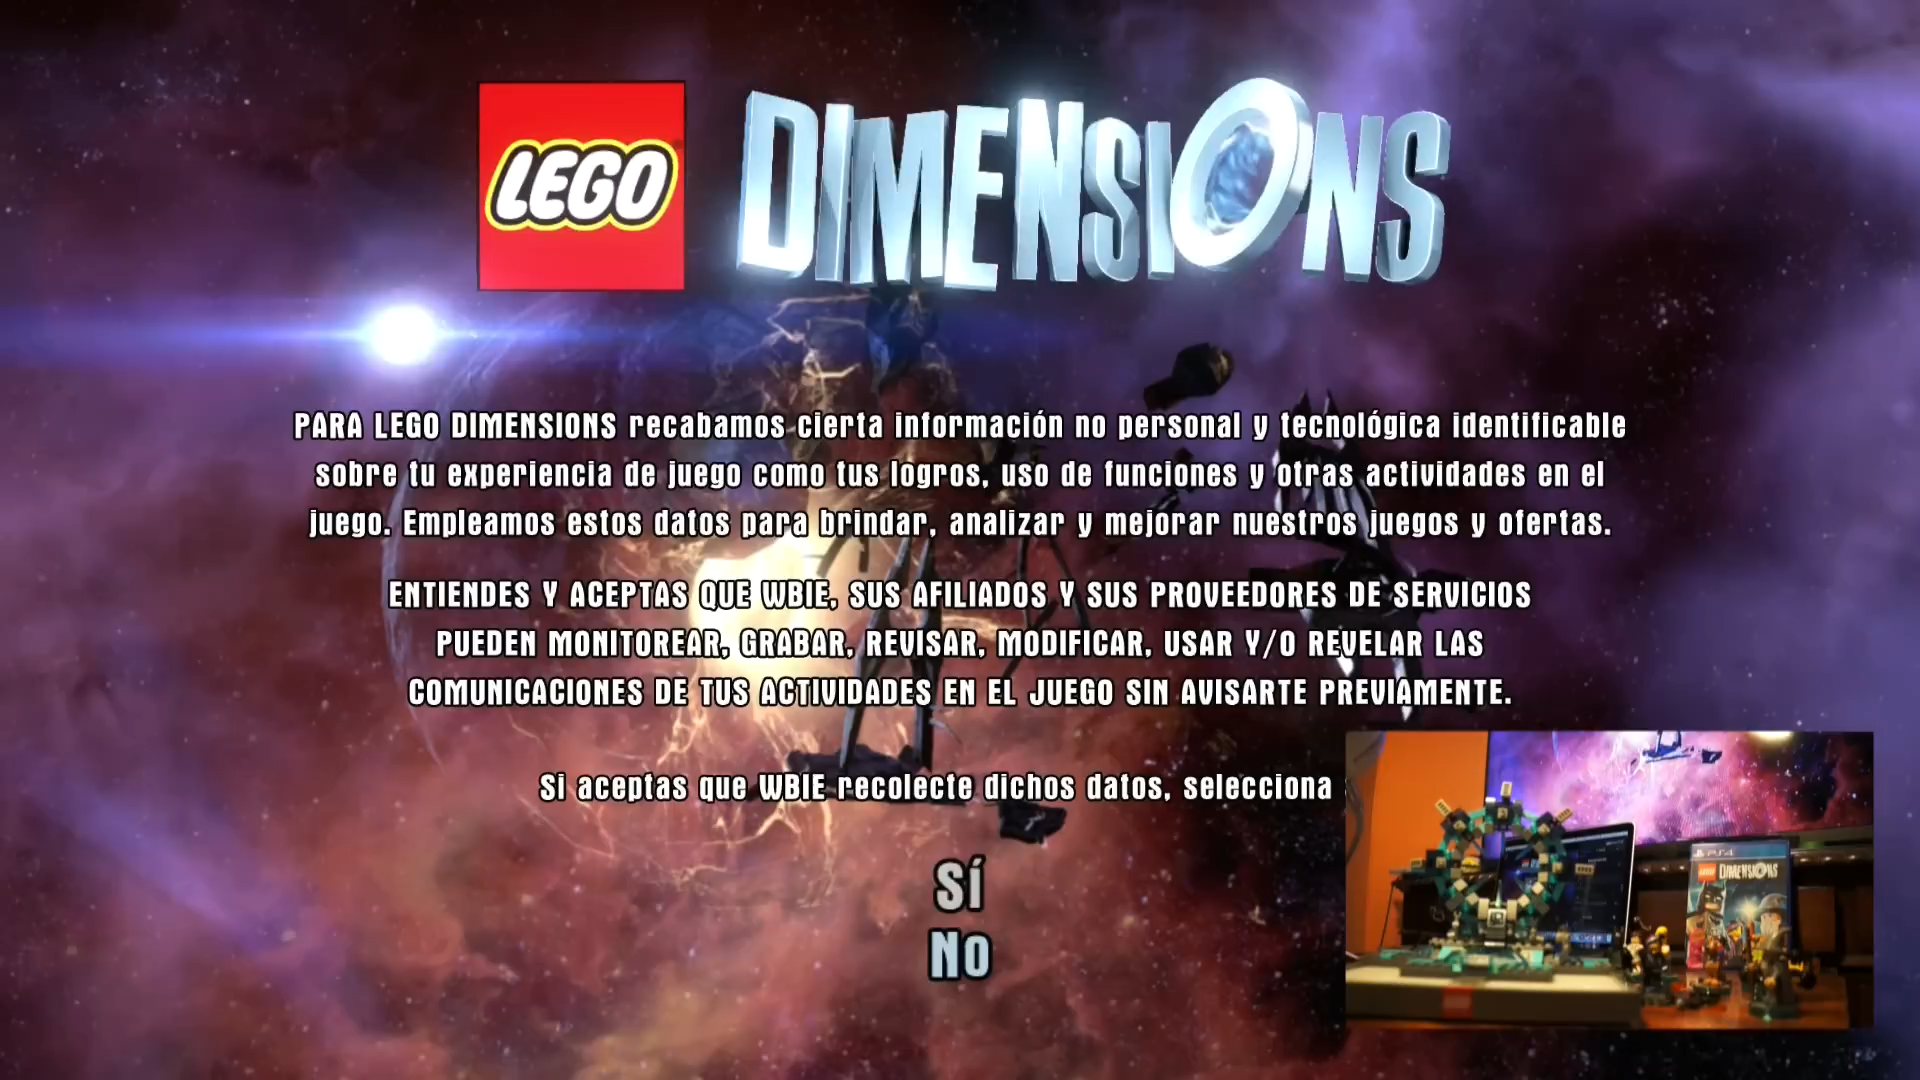 LEGO DIMENSIONS
PARA LEGO DIMENSIONS recabamos cierta información no personal y tecnológica identificable
sobre tu experiencia de juego como tus logros, uso de funciones y otras actividades en el
juego. Empleamos estos datos para brindar, analizar y mejorar nuestros juegos y ofertas.
ENTIENDES Y ACEPTAS QUE WBIE, SUS AFILIADOS Y SUS PROVEEDORES DE SERVICIOS
PUEDEN MONITOREAR, GRABAR, REVISAR, MODIFICAR, USAR Y/O REVELAR LAS
COMUNICACIONES DE TUS ACTIVIDADES EN EL JUEGO SIN AVISARTE PREVIAMENTE.
Si aceptas que WBIE recolecte dichos datos, selecciona
Sí
No
PS4
LEGO DIMENSIONS